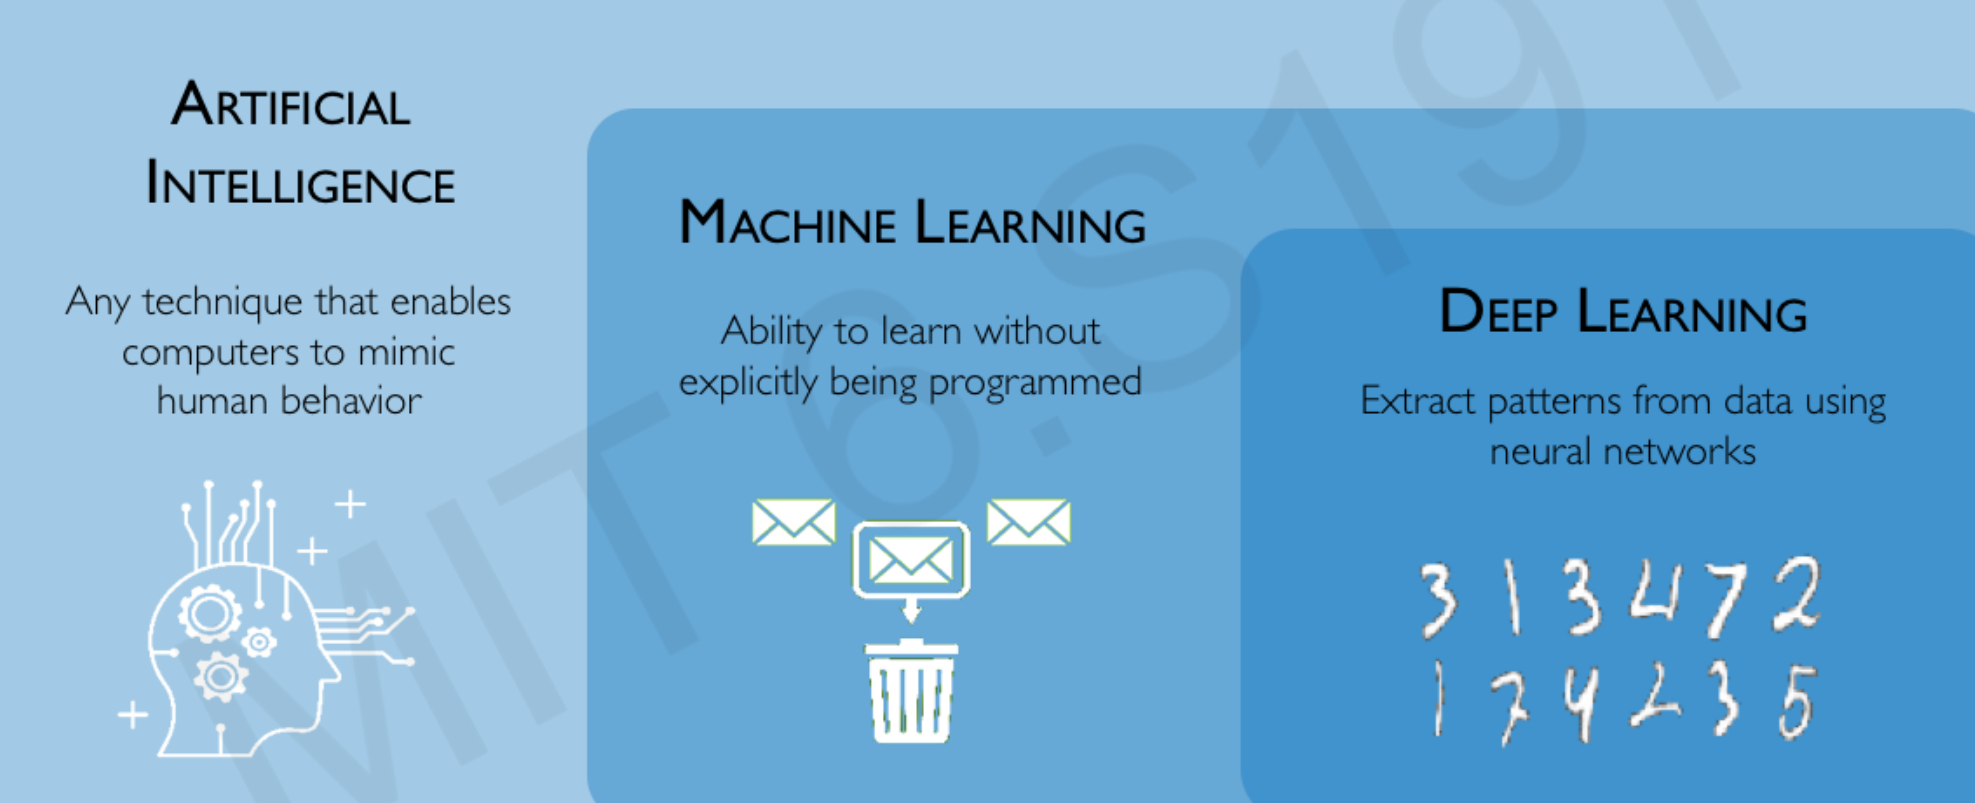 ARTIFICIAL
INTELLIGENCE
Any technique that enables
computers to mimic
human behavior
MACHINE LEARNING
Ability to learn without
explicitly being programmed
DEEP LEARNING
Extract patterns from data using
neural networks
3 1 3 4 7 2
1 7 4 2 3 5
MIT 6.S191